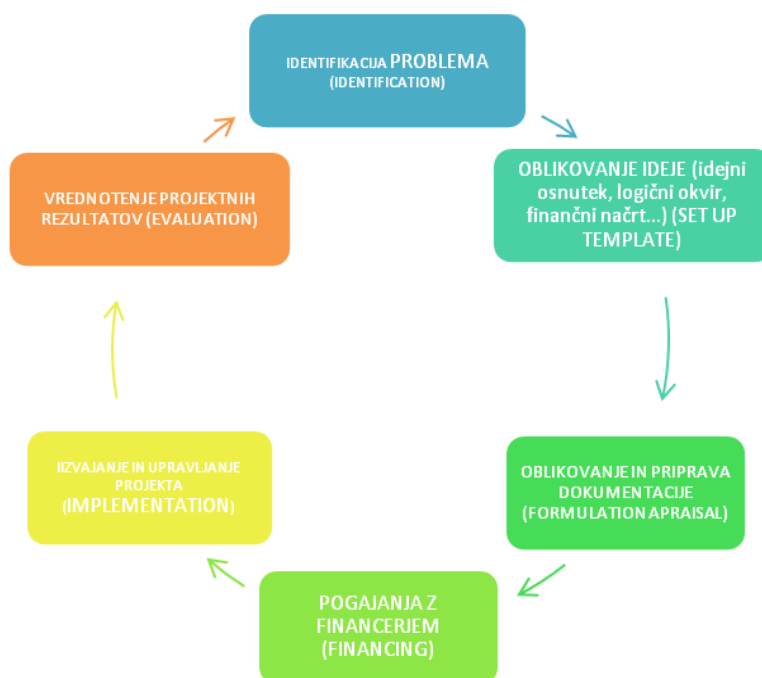 IDENTIFIKACIJA PROBLEMA
(IDENTIFICATION)
OBLIKOVANJE IDEJE (idejni
osnutek, logični okvir,
finančni načrt...) (SET UP
TEMPLATE)
OBLIKOVANJE IN PRIPRAVA
DOKUMENTACIJE
(FORMULATION APRAISAL)
POGAJANJA Z
FINANCERJEM
(FINANCING)
IIZVAJANJE IN UPRAVLJANJE
PROJEKTA
(IMPLEMENTATION)
VREDNOTENJE PROJEKTNIH
REZULTATOV (EVALUATION)